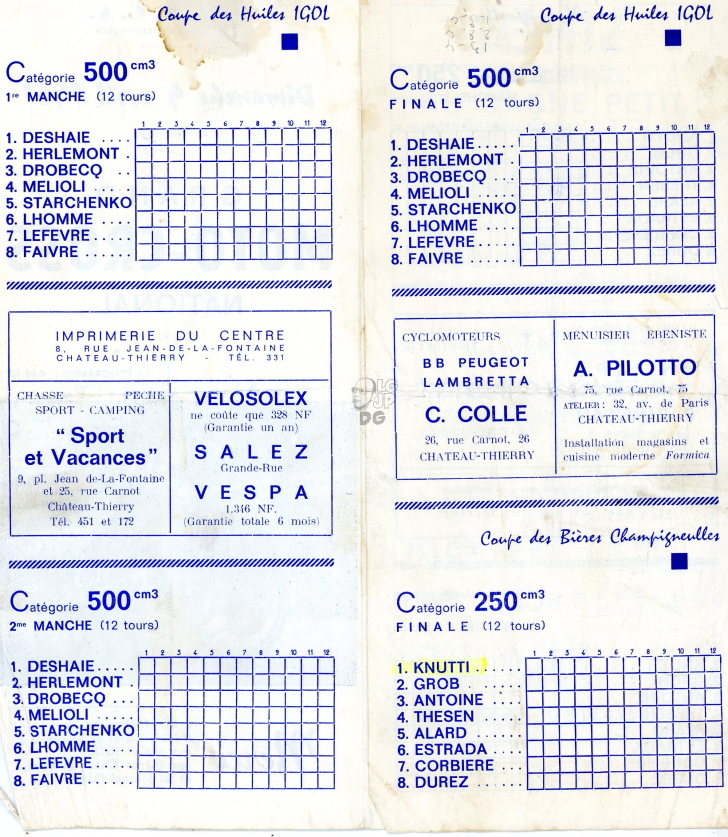 Coupe des Huiles IGOL
Catégorie 500 cm3
1re MANCHE (12 tours)
1 2 3 4 5 6 7 8 9 10 11 12
1. DESHAIE ....
2. HERLEMONT .
3. DROBECQ ..
4. MELIOLI ....
5. STARCHENKO
6. LHOMME ....
7. LEFEVRE .....
8. FAIVRE .....
IMPRIMERIE DU CENTRE
8, RUE JEAN-DE-LA-FONTAINE
CHATEAU-THIERRY - TÉL. 331
CHASSE PECHE
SPORT - CAMPING
" Sport
et Vacances "
9, pl. Jean de-La-Fontaine
et 25, rue Carnot
Château-Thierry
Tél. 451 et 172
VELOSOLEX
ne coûte que 328 NF
(Garantie un an)
SALEZ
Grande-Rue
VESPA
1.346 NF.
(Garantie totale 6 mois)
Catégorie 500 cm3
2me MANCHE (12 tours)
1 2 3 4 5 6 7 8 9 10 11 12
1. DESHAIE .....
2. HERLEMONT .
3. DROBECQ ...
4. MELIOLI ....
5. STARCHENKO
6. LHOMME ....
7. LEFEVRE .....
8. FAIVRE .....
Coupe des Huiles IGOL
Catégorie 500 cm3
FINALE (12 tours)
1 2 3 4 5 6 7 8 9 10 11 12
1. DESHAIE ....
2. HERLEMONT .
3. DROBECQ ...
4. MELIOLI ....
5. STARCHENKO
6. LHOMME ....
7. LEFEVRE .....
8. FAIVRE .....
CYCLOMOTEURS
BB PEUGEOT
LAMBRETTA
C. COLLE
26, rue Carnot, 26
CHATEAU-THIERRY
MENUISIER EBENISTE
A. PILOTTO
75, rue Carnot, 75
ATELIER : 32, av. de Paris
CHATEAU-THIERRY
Installation magasins et
cuisine moderne Formica
Coupe des Bières Champigneulles
Catégorie 250 cm3
FINALE (12 tours)
1 2 3 4 5 6 7 8 9 10 11 12
1. KNUTTI ......
2. GROB ......
3. ANTOINE ....
4. THESEN ....
5. ALARD .....
6. ESTRADA ....
7. CORBIERE ...
8. DUREZ .....